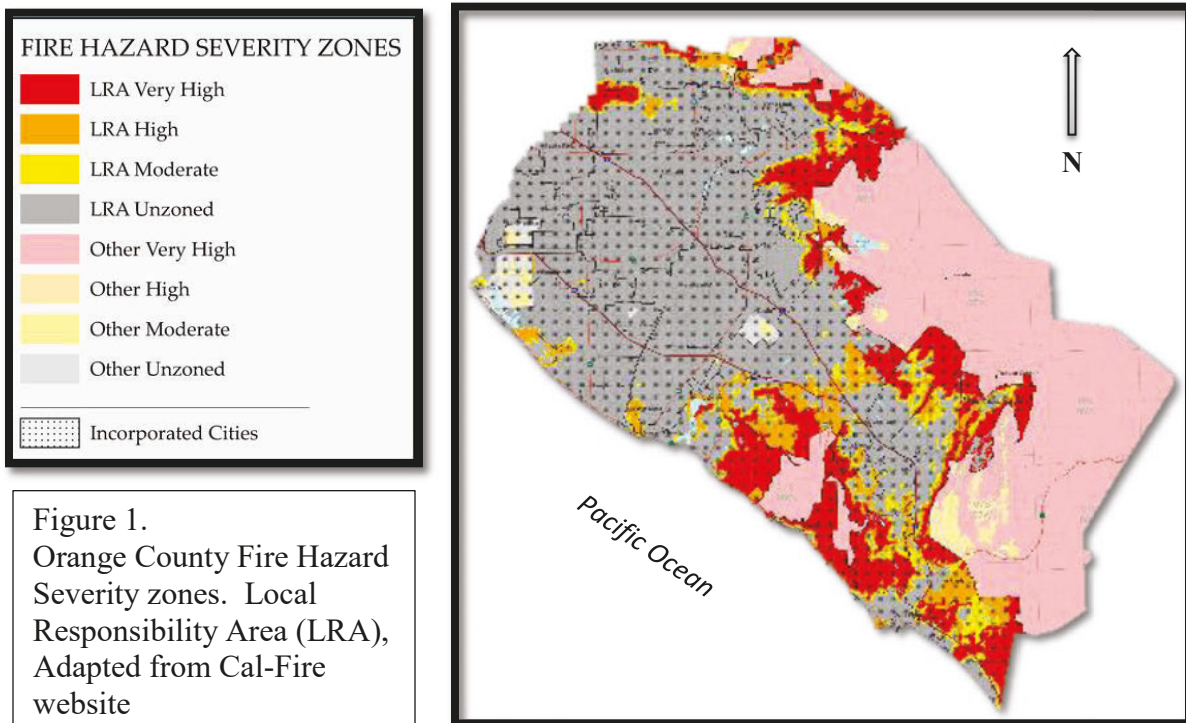 FIRE HAZARD SEVERITY ZONES
LRA Very High
LRA High
LRA Moderate
LRA Unzoned
Other Very High
Other High
Other Moderate
Other Unzoned
Incorporated Cities
Figure 1.
Orange County Fire Hazard
Severity zones. Local
Responsibility Area (LRA),
Adapted from Cal-Fire
website
N
Pacific Ocean